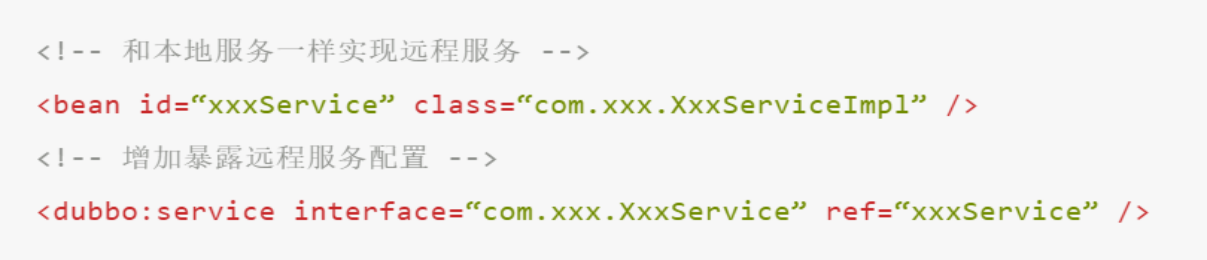 <!-- 和本地服务一样实现远程服务 -->
<bean id=“xxxService” class=“com.xxx.XxxServiceImpl” />
<!-- 增加暴露远程服务配置 -->
<dubbo:service interface=“com.xxx.XxxService” ref=“xxxService” />